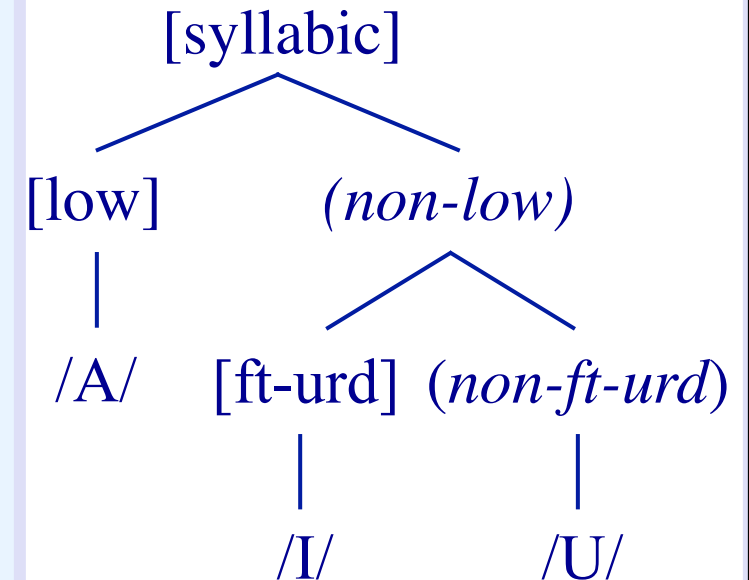 [syllabic]
[low] (non-low)
/A/ [ft-urd] (non-ft-urd)
/I/ /U/